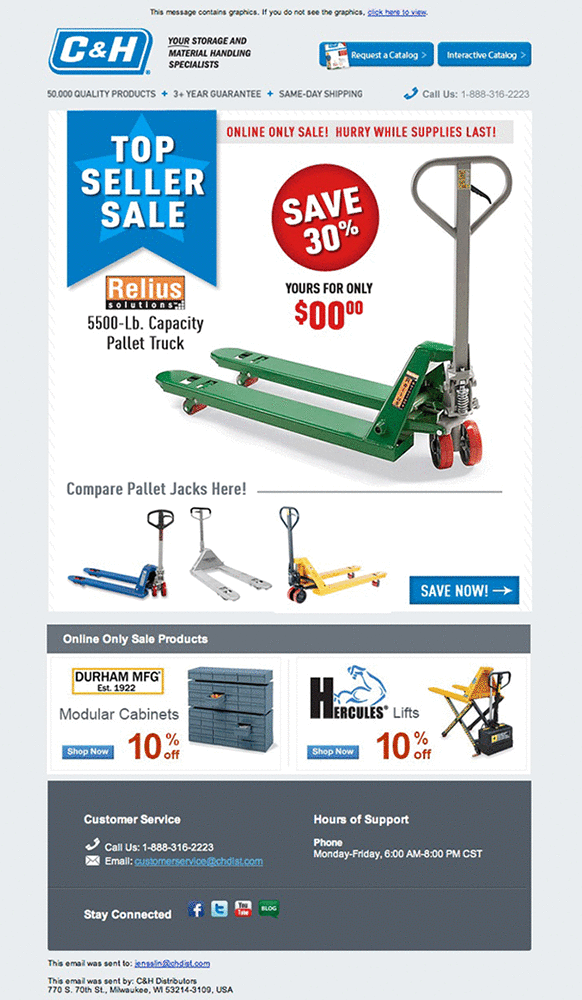 This message contains graphics. If you do not see the graphics, click here to view.
C&H
YOUR STORAGE AND
MATERIAL HANDLING
SPECIALISTS
Request a Catalog >
Interactive Catalog >
50,000 QUALITY PRODUCTS + 3+ YEAR GUARANTEE + SAME-DAY SHIPPING
Call Us: 1-888-316-2223
TOP
SELLER
SALE
ONLINE ONLY SALE! HURRY WHILE SUPPLIES LAST!
SAVE
30%
YOURS FOR ONLY
$0000
Relius
solutions
5500-Lb. Capacity
Pallet Truck
Compare Pallet Jacks Here!
SAVE NOW!
Online Only Sale Products
DURHAM MFG
Est. 1922
Modular Cabinets
Shop Now
10% off
HERCULES® Lifts
Shop Now
10% off
Customer Service
Call Us: 1-888-316-2223
Email: customerservice@chdist.com
Hours of Support
Phone
Monday-Friday, 6:00 AM-8:00 PM CST
Stay Connected
You
Tube
BLOG
This email was sent to: jensslin@chdist.com
This email was sent by: C&H Distributors
770 S. 70th St., Milwaukee, WI 53214-3109, USA